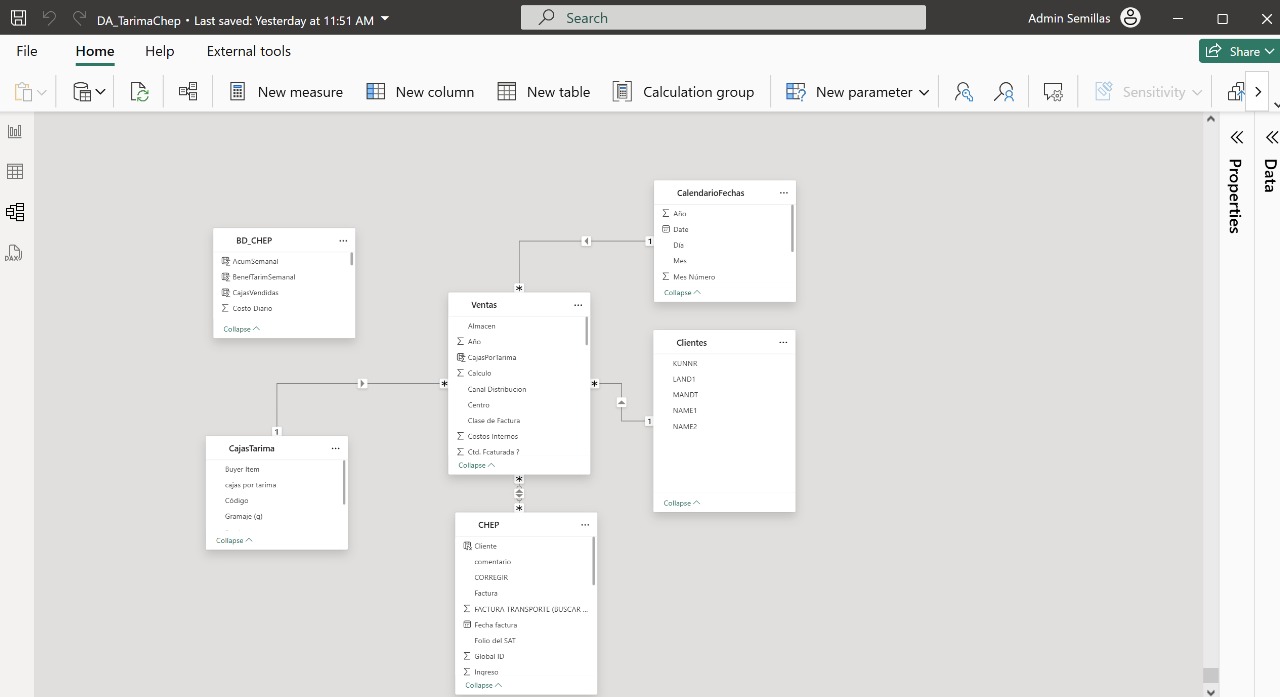 DA_TarimaChep • Last saved: Yesterday at 11:51 AM
Search
Admin Semillas
File
Home
Help
External tools
Share
New measure
New column
New table
Calculation group
New parameter
Sensitivity
DAX
Properties
Data
CalendarioFechas
Año
Date
Día
Mes
Mes Número
Collapse
BD_CHEP
AcumSemanal
BenefTarimSemanal
CajasVendidas
Costo Diario
Collapse
1
*
Ventas
Almacen
Año
CajasPorTarima
Calculo
Canal Distribucion
Centro
Clase de Factura
Costos Internos
Ctd. Fcaturada ?
Collapse
Clientes
KUNNR
LAND1
MANDT
NAME1
NAME2
Collapse
*
*
1
1
CajasTarima
Buyer Item
cajas por tarima
Código
Gramaje (g)
Collapse
*
*
CHEP
Cliente
comentario
CORREGIR
Factura
FACTURA TRANSPORTE (BUSCAR ...
Fecha factura
Folio del SAT
Global ID
Ingreso
Collapse